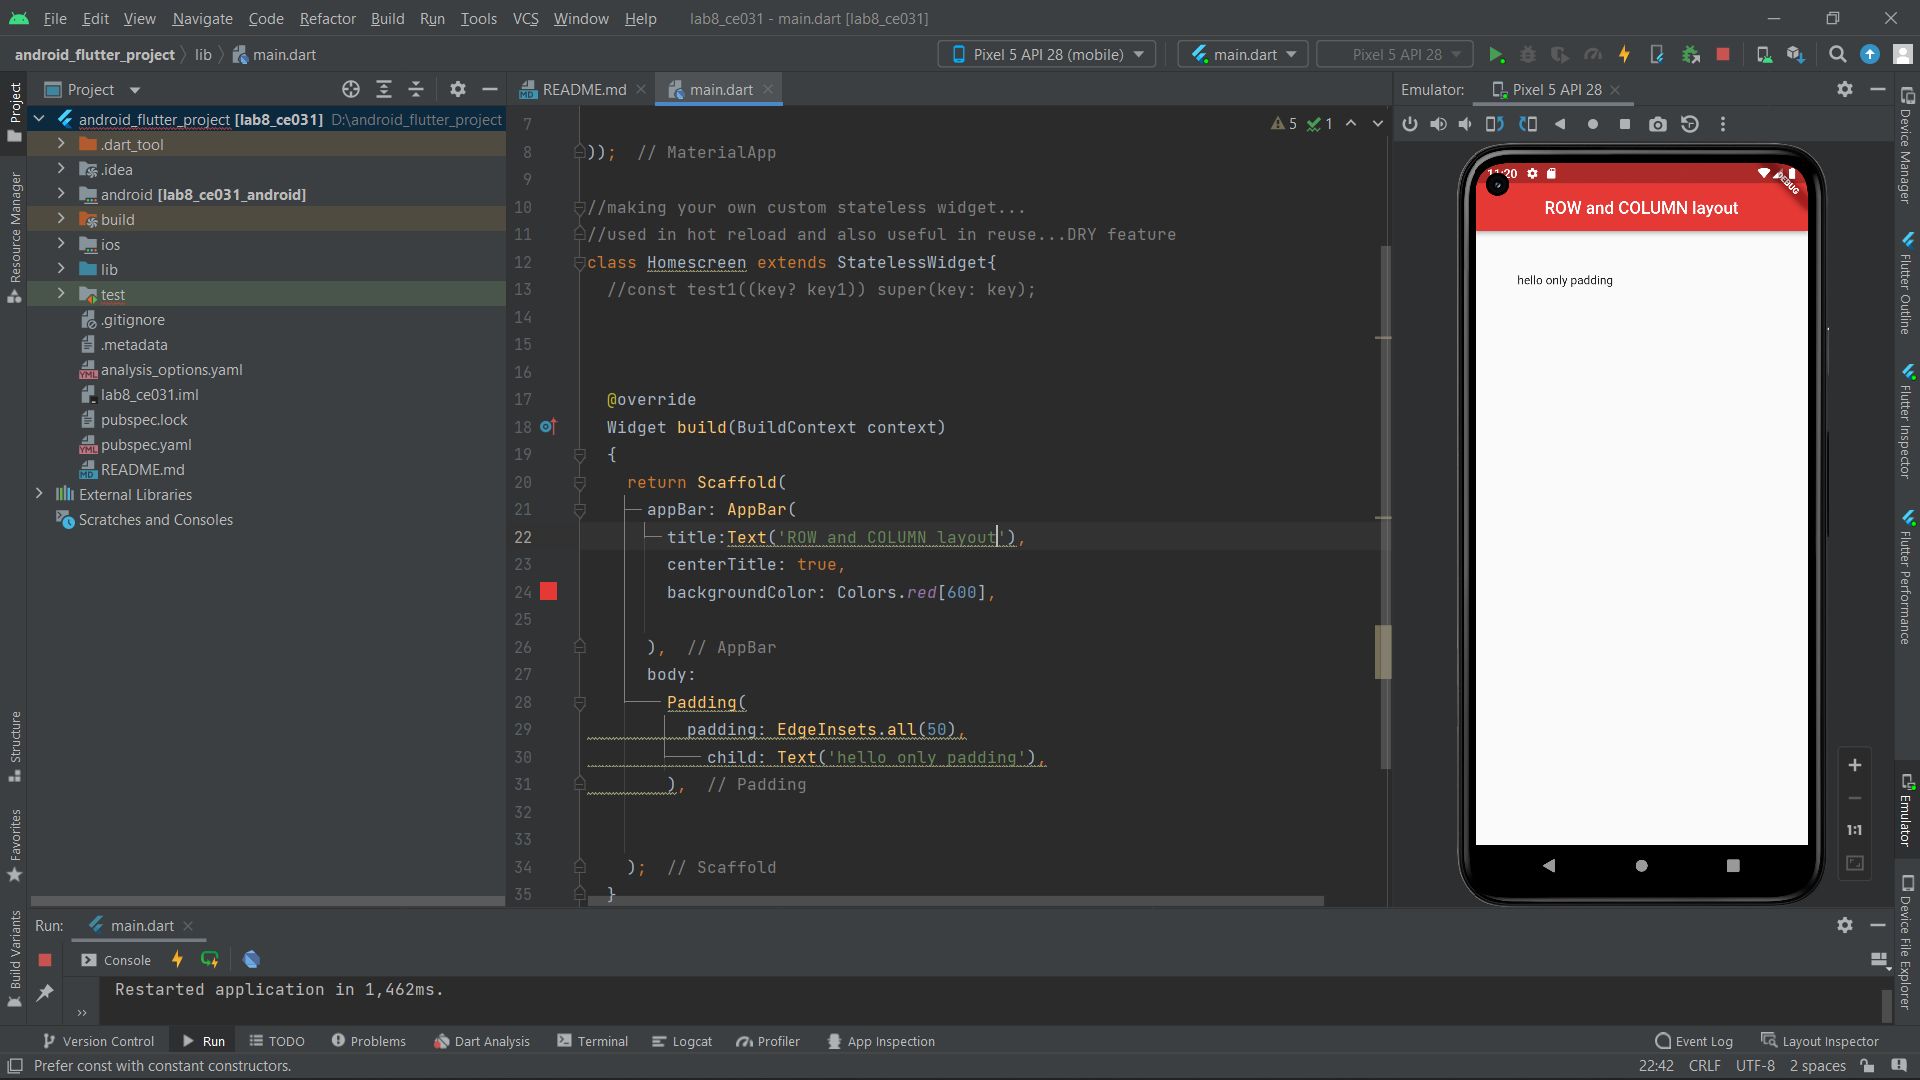 File Edit View Navigate Code Refactor Build Run Tools VCS Window Help lab8_ce031 - main.dart [lab8_ce031]
android_flutter_project lib main.dart Pixel 5 API 28 (mobile) main.dart Pixel 5 API 28
Project README.md main.dart Emulator: Pixel 5 API 28
android_flutter_project [lab8_ce031] D:\android_flutter_project
.dart_tool
.idea
android [lab8_ce031_android]
build
ios
lib
test
.gitignore
.metadata
analysis_options.yaml
lab8_ce031.iml
pubspec.lock
pubspec.yaml
README.md
External Libraries
Scratches and Consoles
5 1
7
8 )); // MaterialApp
9
10 //making your own custom stateless widget...
11 //used in hot reload and also useful in reuse...DRY feature
12 class Homescreen extends StatelessWidget{
13 //const test1((key? key1)) super(key: key);
14
15
16
17 @override
18 Widget build(BuildContext context)
19 {
20 return Scaffold(
21 appBar: AppBar(
22 title:Text('ROW and COLUMN layout'),
23 centerTitle: true,
24 backgroundColor: Colors.red[600],
25
26 ), // AppBar
27 body:
28 Padding(
29 padding: EdgeInsets.all(50),
30 child: Text('hello only padding'),
31 ), // Padding
32
33
34 ); // Scaffold
35 }
11:20
DEBUG
ROW and COLUMN layout
hello only padding
1:1
Project
Resource Manager
Structure
Favorites
Build Variants
Device Manager
Flutter Outline
Flutter Inspector
Flutter Performance
Emulator
Device File Explorer
Run: main.dart
Console
Restarted application in 1,462ms.
Version Control Run TODO Problems Dart Analysis Terminal Logcat Profiler App Inspection Event Log Layout Inspector
Prefer const with constant constructors. 22:42 CRLF UTF-8 2 spaces